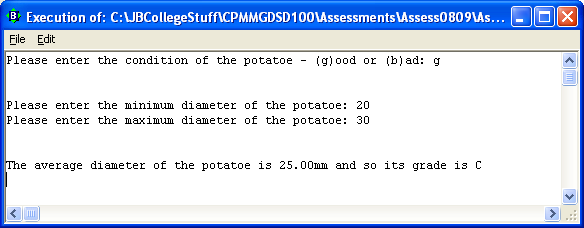 Execution of: C:\JBCollegeStuff\CPMMGDSD100\Assessments\Assess0809\As...
File Edit
Please enter the condition of the potatoe - (g)ood or (b)ad: g
Please enter the minimum diameter of the potatoe: 20
Please enter the maximum diameter of the potatoe: 30
The average diameter of the potatoe is 25.00mm and so its grade is C